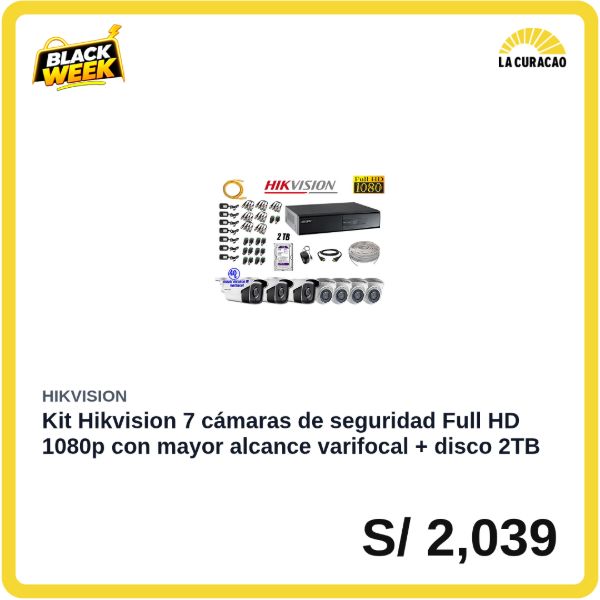 BLACK
WEEK
LA CURACAO
HIKVISION
Full HD
1080
2 TB
HIKVISION
Kit Hikvision 7 cámaras de seguridad Full HD
1080p con mayor alcance varifocal + disco 2TB
S/ 2,039